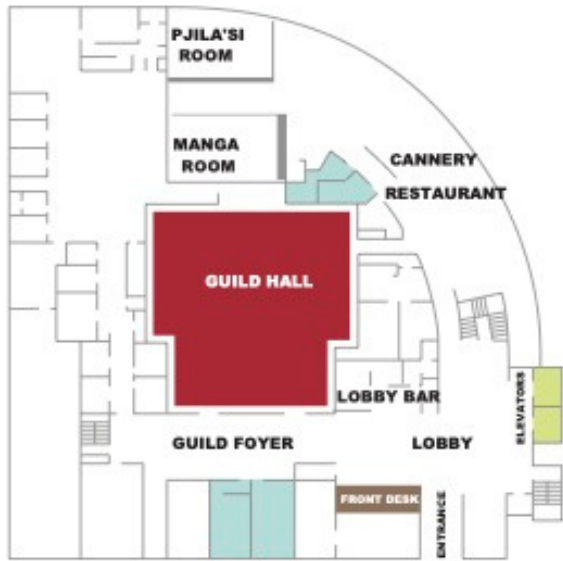 PJILA'SI
ROOM
MANGA
ROOM
CANNERY
RESTAURANT
GUILD HALL
LOBBY BAR
ELEVATORS
GUILD FOYER
LOBBY
FRONT DESK
ENTRANCE